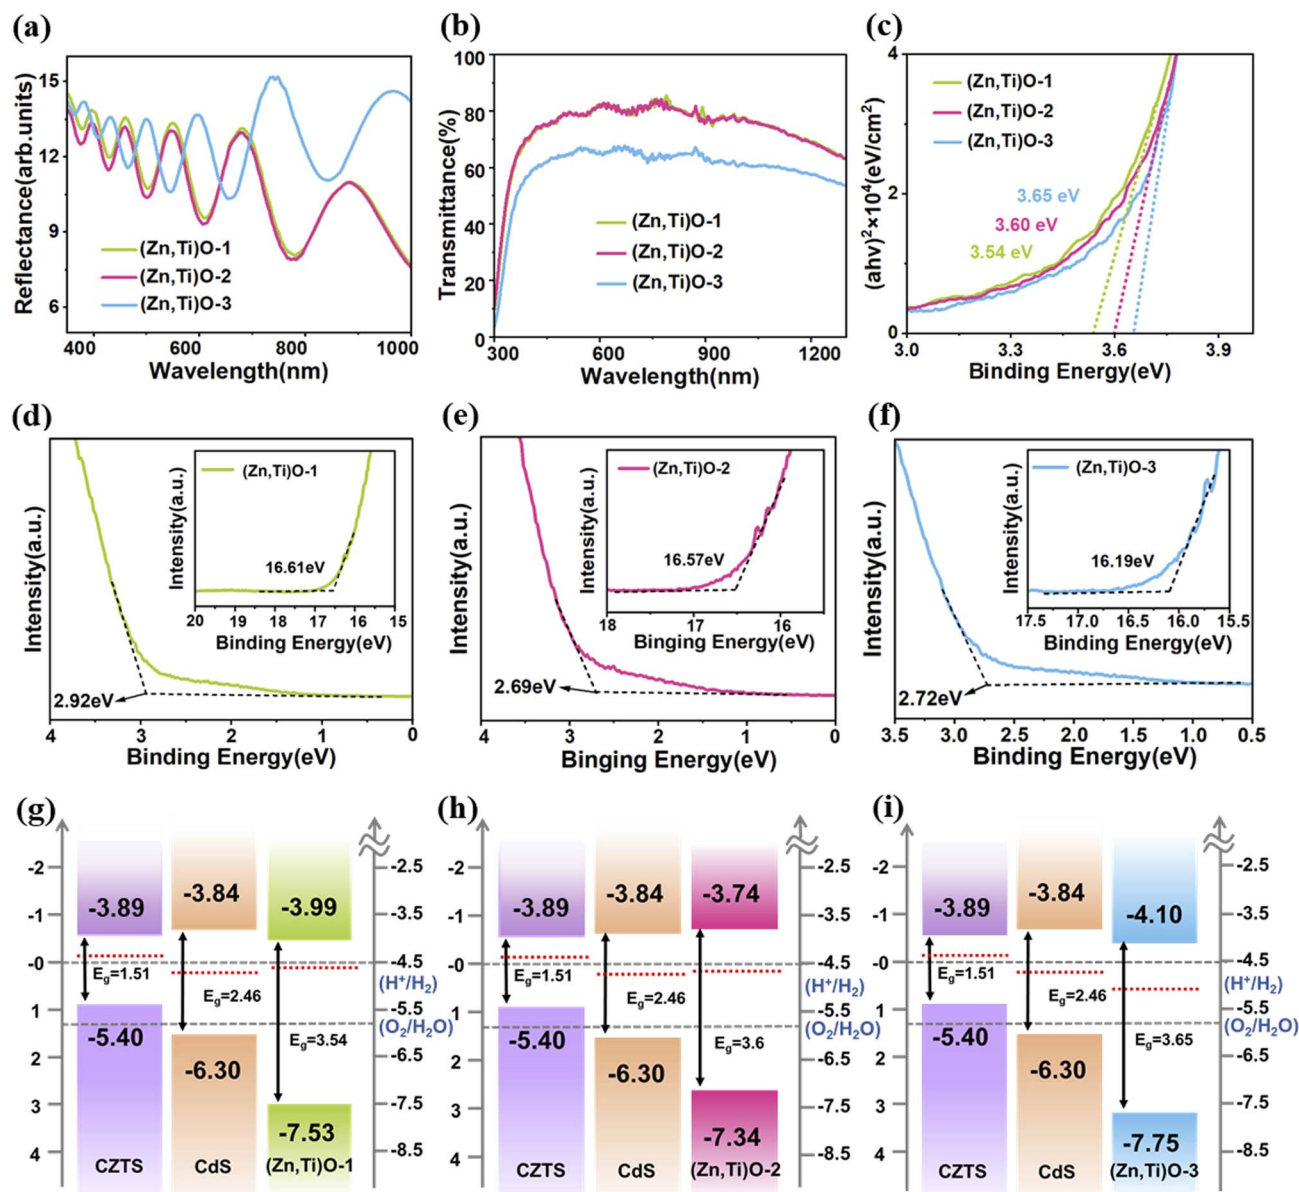 (a)
15
12
9
6
Reflectance(arb.units)
(Zn,Ti)O-1
(Zn,Ti)O-2
(Zn,Ti)O-3
400 600 800 1000
Wavelength(nm)
(b)
100
80
60
40
20
0
Transmittance(%)
(Zn,Ti)O-1
(Zn,Ti)O-2
(Zn,Ti)O-3
300 600 900 1200
Wavelength(nm)
(c)
4
2
0
(ahv)²×10⁴(eV/cm²)
(Zn,Ti)O-1
(Zn,Ti)O-2
(Zn,Ti)O-3
3.65 eV
3.60 eV
3.54 eV
3.0 3.3 3.6 3.9
Binding Energy(eV)
(d)
Intensity(a.u.)
(Zn,Ti)O-1
Intensity(a.u.)
16.61eV
20 19 18 17 16 15
Binding Energy(eV)
2.92eV
4 3 2 1 0
Binding Energy(eV)
(e)
Intensity(a.u.)
(Zn,Ti)O-2
Intensity(a.u.)
16.57eV
18 17 16
Binging Energy(eV)
2.69eV
4 3 2 1 0
Binging Energy(eV)
(f)
Intensity(a.u.)
(Zn,Ti)O-3
Intensity(a.u.)
16.19eV
17.5 17.0 16.5 16.0 15.5
Binding Energy(eV)
2.72eV
3.5 3.0 2.5 2.0 1.5 1.0 0.5
Binding Energy(eV)
(g)
-2
-1
-0
1
2
3
4
-3.89
-3.84
-3.99
Eg=1.51
Eg=2.46
Eg=3.54
-5.40
-6.30
-7.53
CZTS
CdS
(Zn,Ti)O-1
-2.5
-3.5
-4.5
(H⁺/H₂)
-5.5
(O₂/H₂O)
-6.5
-7.5
-8.5
(h)
-2
-1
-0
1
2
3
4
-3.89
-3.84
-3.74
Eg=1.51
Eg=2.46
Eg=3.6
-5.40
-6.30
-7.34
CZTS
CdS
(Zn,Ti)O-2
-2.5
-3.5
-4.5
(H⁺/H₂)
-5.5
(O₂/H₂O)
-6.5
-7.5
-8.5
(i)
-2
-1
-0
1
2
3
4
-3.89
-3.84
-4.10
Eg=1.51
Eg=2.46
Eg=3.65
-5.40
-6.30
-7.75
CZTS
CdS
(Zn,Ti)O-3
-2.5
-3.5
-4.5
(H⁺/H₂)
-5.5
(O₂/H₂O)
-6.5
-7.5
-8.5